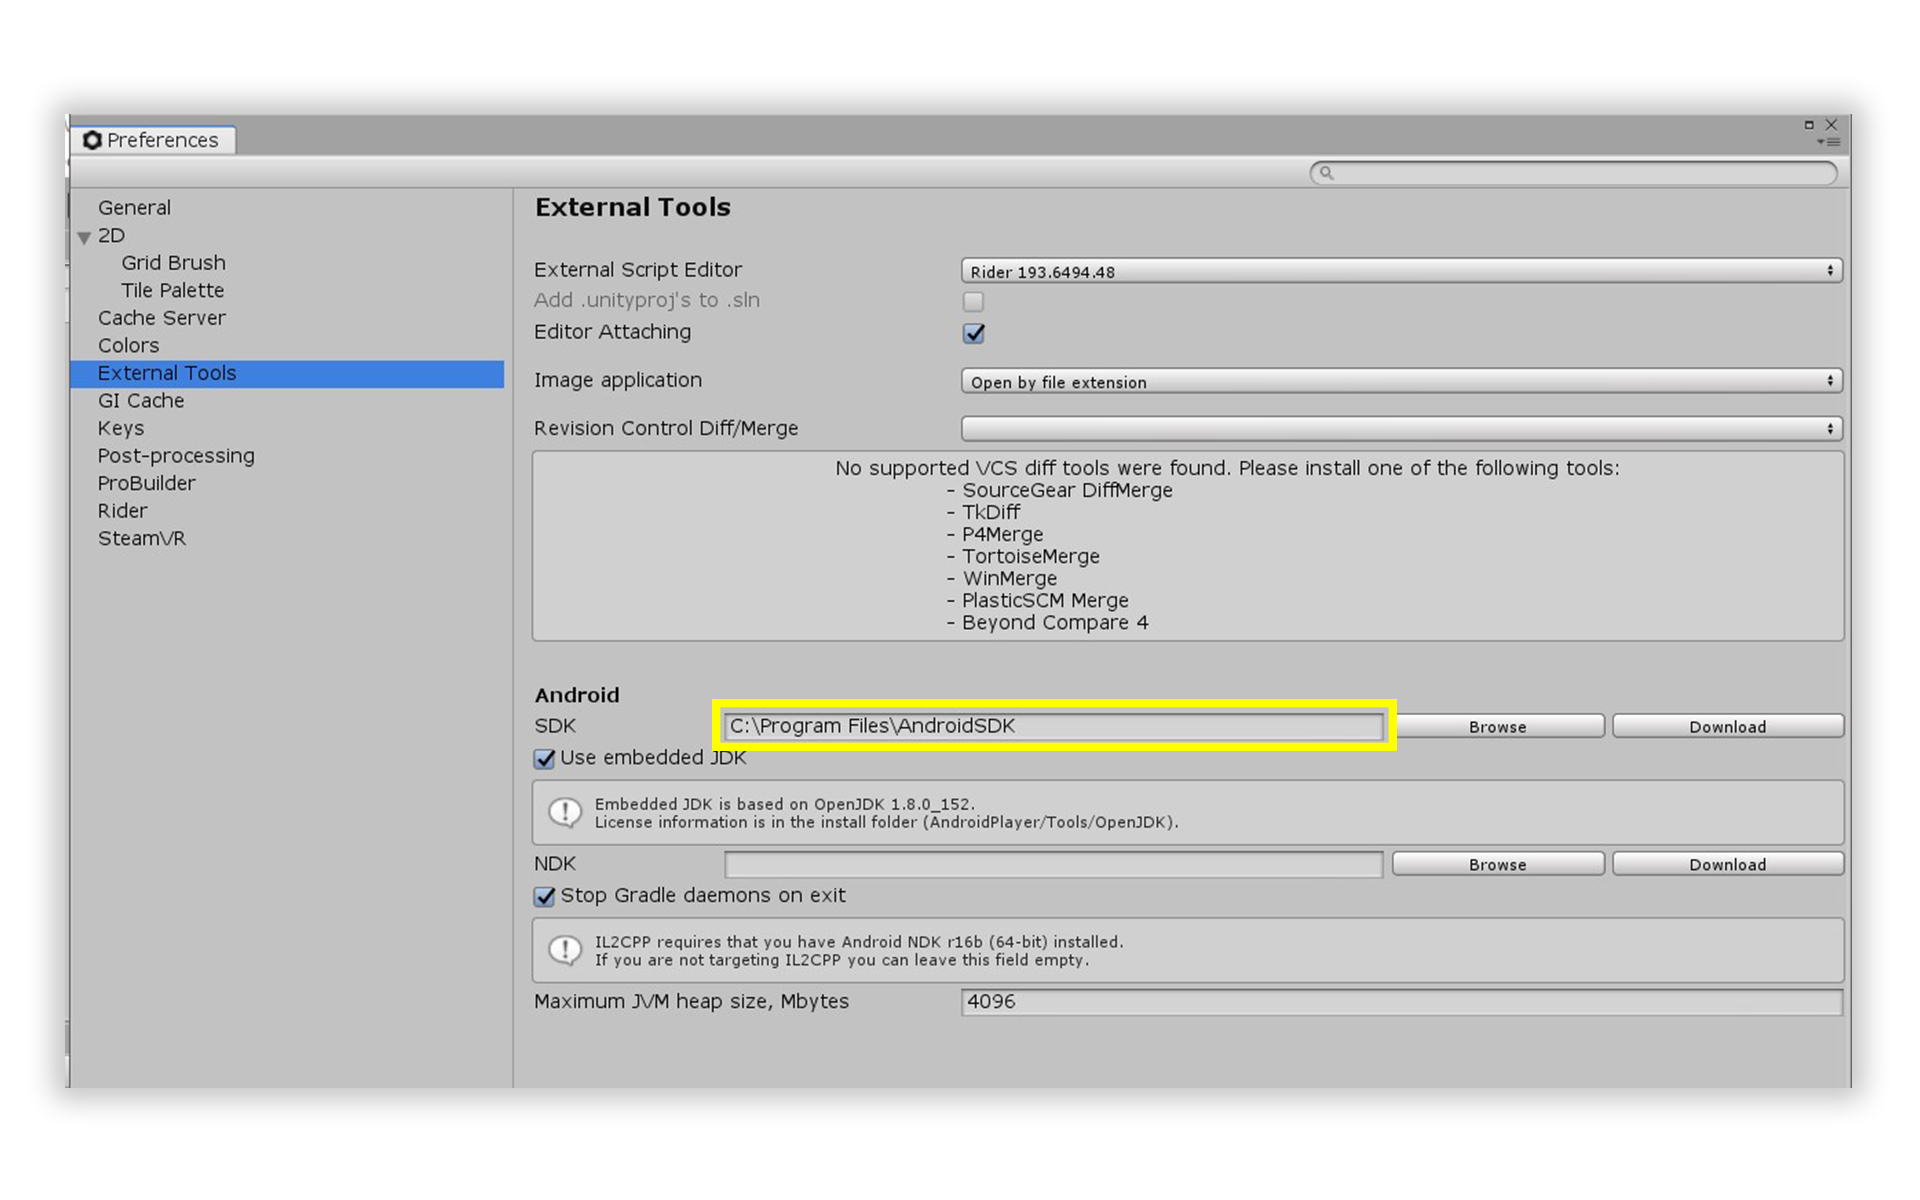 Preferences
General
2D
Grid Brush
Tile Palette
Cache Server
Colors
External Tools
GI Cache
Keys
Post-processing
ProBuilder
Rider
SteamVR
External Tools
External Script Editor
Rider 193.6494.48
Add .unityproj's to .sln
Editor Attaching
Image application
Open by file extension
Revision Control Diff/Merge
No supported VCS diff tools were found. Please install one of the following tools:
- SourceGear DiffMerge
- TkDiff
- P4Merge
- TortoiseMerge
- WinMerge
- PlasticSCM Merge
- Beyond Compare 4
Android
SDK
C:\Program Files\AndroidSDK
Browse
Download
Use embedded JDK
Embedded JDK is based on OpenJDK 1.8.0_152.
License information is in the install folder (AndroidPlayer/Tools/OpenJDK).
NDK
Browse
Download
Stop Gradle daemons on exit
IL2CPP requires that you have Android NDK r16b (64-bit) installed.
If you are not targeting IL2CPP you can leave this field empty.
Maximum JVM heap size, Mbytes
4096